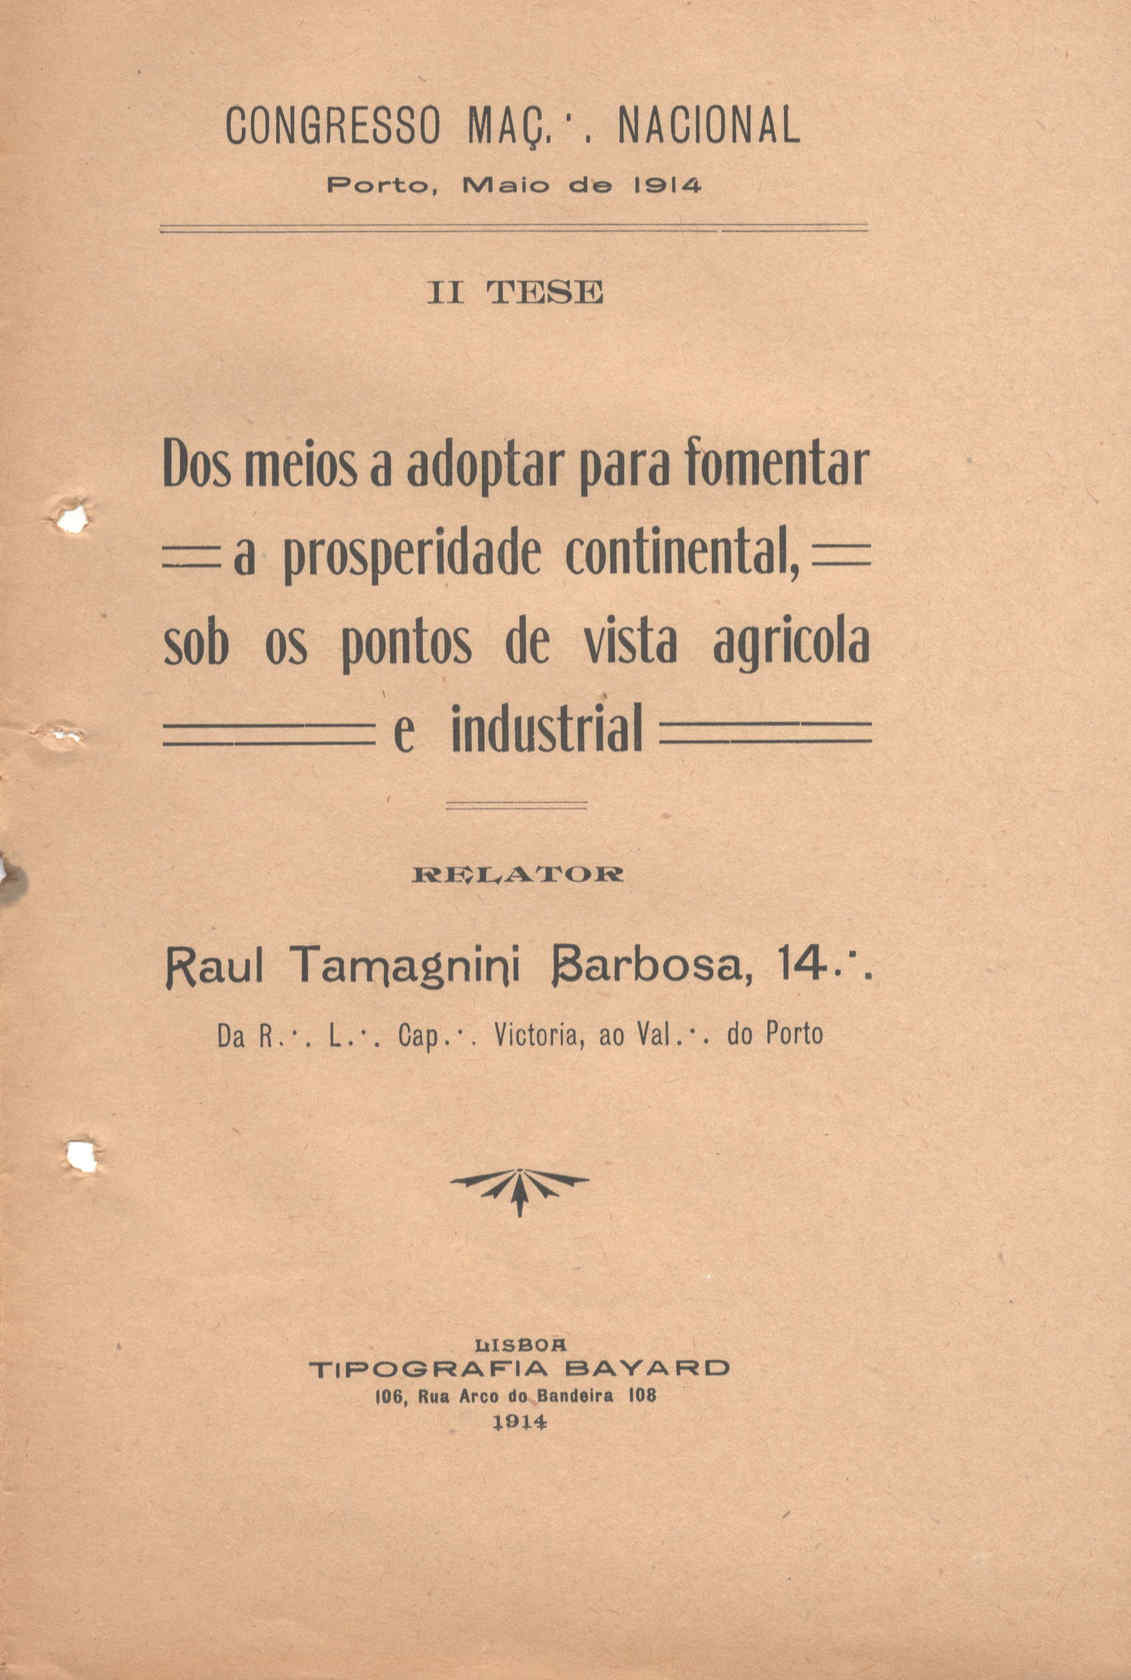 CONGRESSO MAÇ.·. NACIONAL
Porto, Maio de 1914
II TESE
Dos meios a adoptar para fomentar
a prosperidade continental,
sob os pontos de vista agricola
e industrial
RELATOR
Raul Tamagnini Barbosa, 14.·.
Da R.·. L.·. Cap.·. Victoria, ao Val.·. do Porto
LISBOA
TIPOGRAFIA BAYARD
106, Rua Arco do Bandeira 108
1914